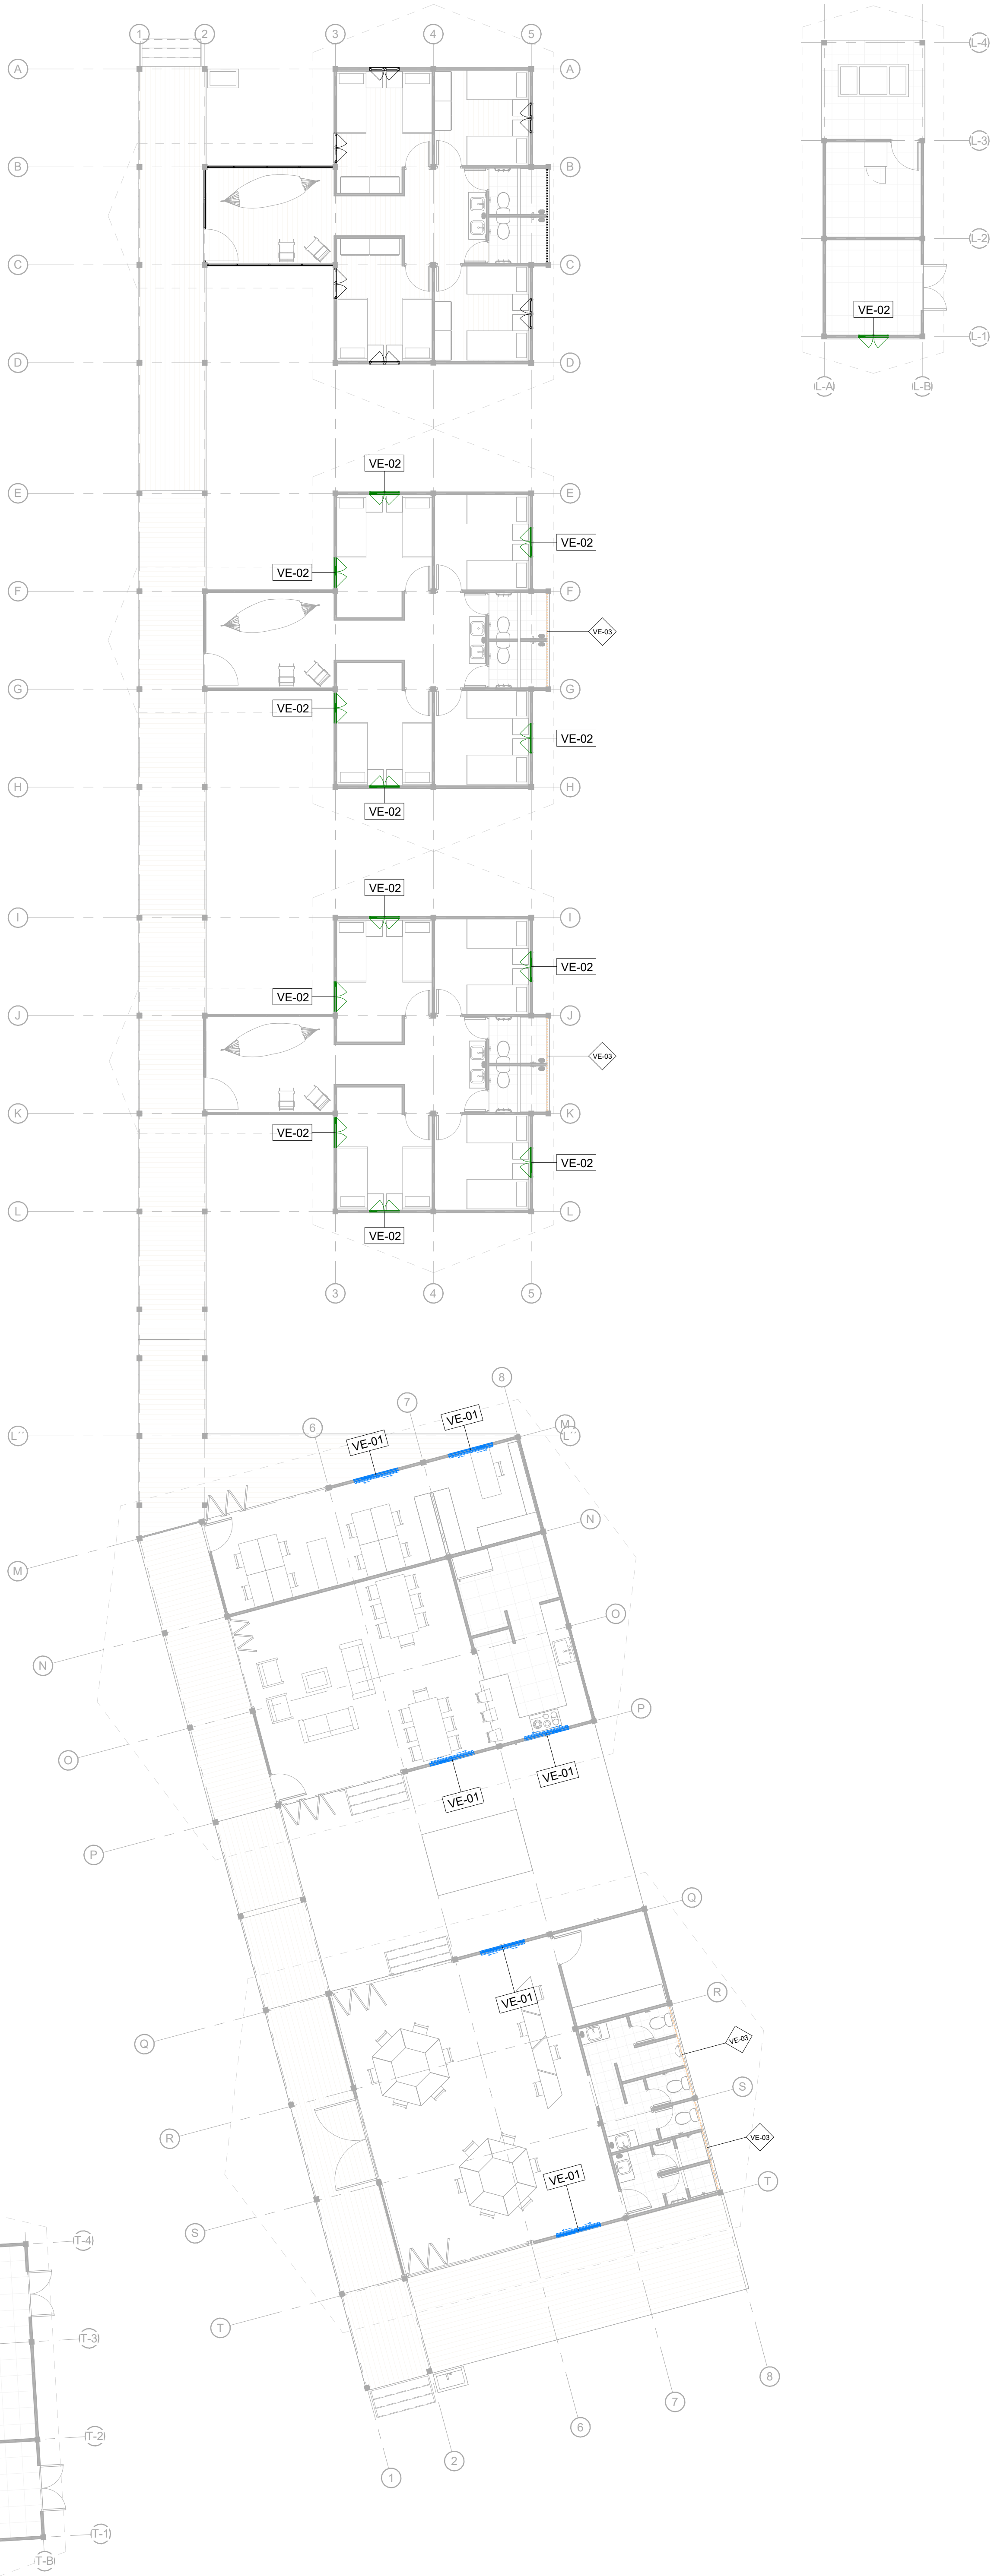 1 2 3 4 5
A A
B B
C C
D D
(L-4)
(L-3)
(L-2)
VE-02
(L-1)
(L-A) (L-B)
VE-02
E E
VE-02
VE-02
F F
VE-03
G G
VE-02
VE-02
H H
VE-02
VE-02
I I
VE-02
VE-02
J J
VE-03
K K
VE-02
VE-02
L L
VE-02
3 4 5
8
7
6
VE-01
M
L¨ L¨
VE-01
N
M
O
N
P
O
VE-01
VE-01
P
Q
Q
VE-01
R
VE-03
R
S
VE-03
VE-01
T
S
T
(T-4)
(T-3)
8
7
6
(T-2)
2
1
(T-1)
(T-B)